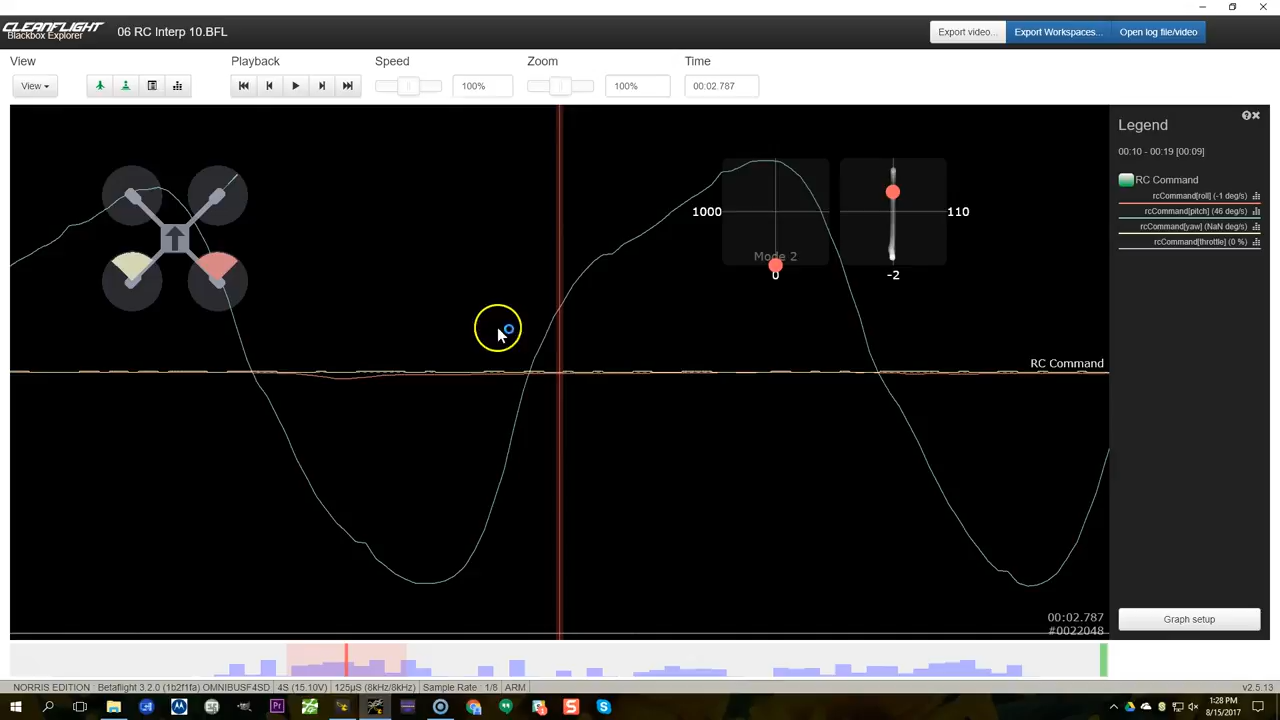 CLEANFLIGHT
Blackbox Explorer
06 RC Interp 10.BFL
Export video...
Export Workspaces...
Open log file/video
View
Playback
Speed
Zoom
Time
View
100%
100%
00:02.787
Legend
00:10 - 00:19 [00:09]
RC Command
rcCommand[roll] (-1 deg/s)
rcCommand[pitch] (46 deg/s)
rcCommand[yaw] (NaN deg/s)
rcCommand[throttle] (0 %)
1000
110
Mode 2
0
-2
RC Command
00:02.787
#0022048
Graph setup
NORRIS EDITION
Betaflight 3.2.0 (1b2f1fa) OMNIBUSF4SD
4S (15.10V)
125µS (8kHz/8kHz)
Sample Rate : 1/8
ARM
v2.5.13
1:28 PM
8/15/2017